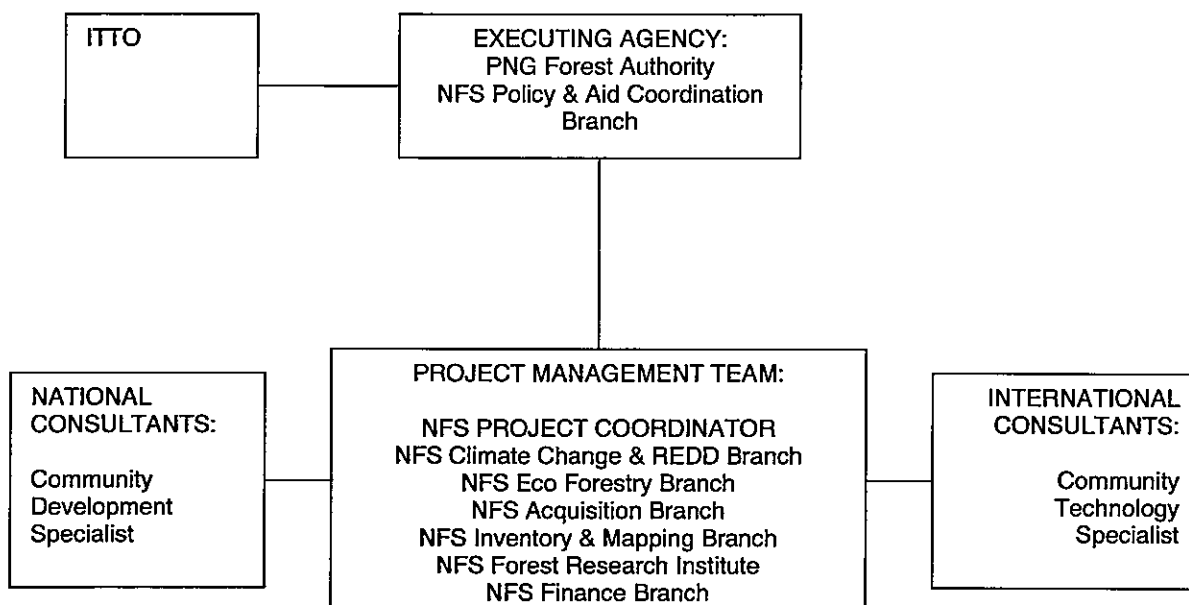 ITTO
EXECUTING AGENCY:
PNG Forest Authority
NFS Policy & Aid Coordination
Branch
NATIONAL
CONSULTANTS:
Community
Development
Specialist
PROJECT MANAGEMENT TEAM:
NFS PROJECT COORDINATOR
NFS Climate Change & REDD Branch
NFS Eco Forestry Branch
NFS Acquisition Branch
NFS Inventory & Mapping Branch
NFS Forest Research Institute
NFS Finance Branch
INTERNATIONAL
CONSULTANTS:
Community
Technology
Specialist